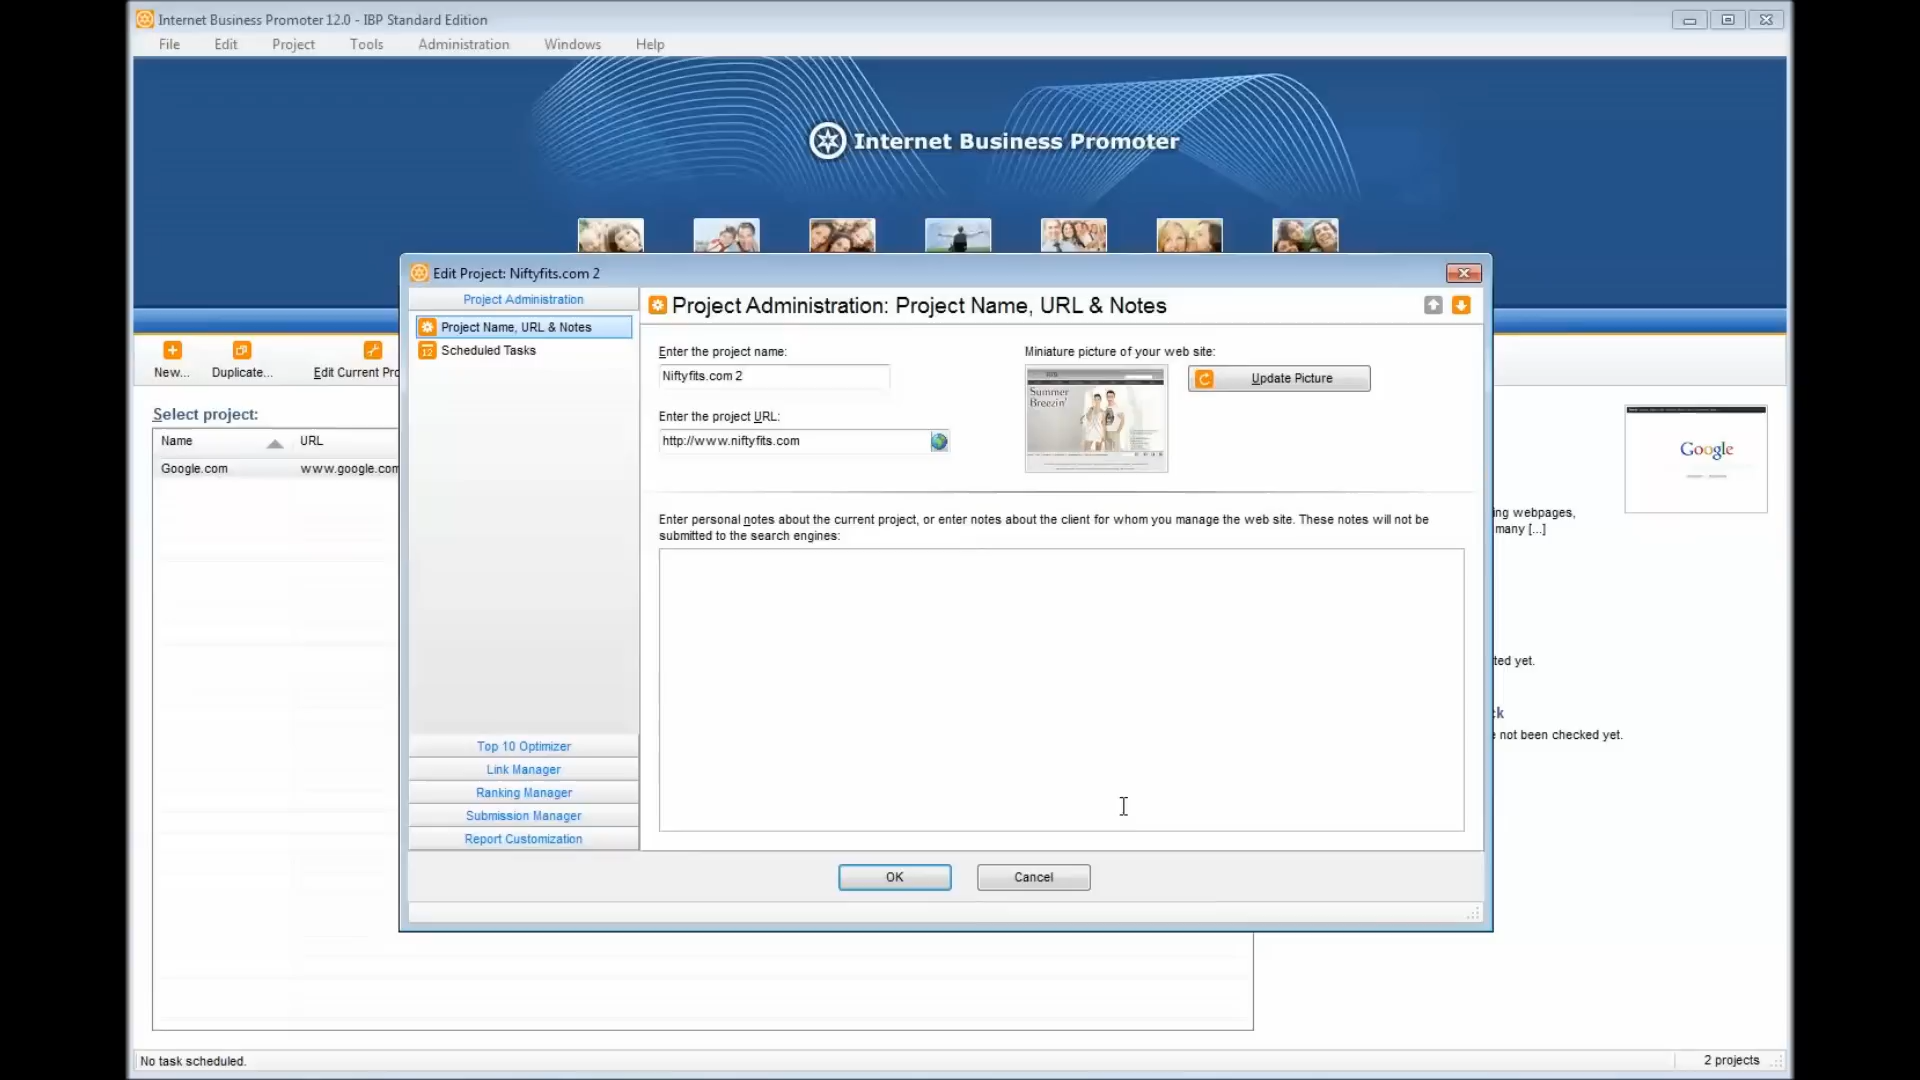 Internet Business Promoter 12.0 - IBP Standard Edition
File Edit Project Tools Administration Windows Help
Internet Business Promoter
Edit Project: Niftyfits.com 2
Project Administration
Project Administration: Project Name, URL & Notes
Project Name, URL & Notes
Scheduled Tasks
Enter the project name:
Miniature picture of your web site:
Niftyfits.com 2
Update Picture
Summer
Breezin'
Enter the project URL:
http://www.niftyfits.com
New...
Duplicate...
Edit Current Pro
Select project:
Name URL
Google.com www.google.com
Google
Enter personal notes about the current project, or enter notes about the client for whom you manage the web site. These notes will not be
submitted to the search engines:
ing webpages,
many [...]
ted yet.
ck
not been checked yet.
Top 10 Optimizer
Link Manager
Ranking Manager
Submission Manager
Report Customization
OK
Cancel
No task scheduled.
2 projects